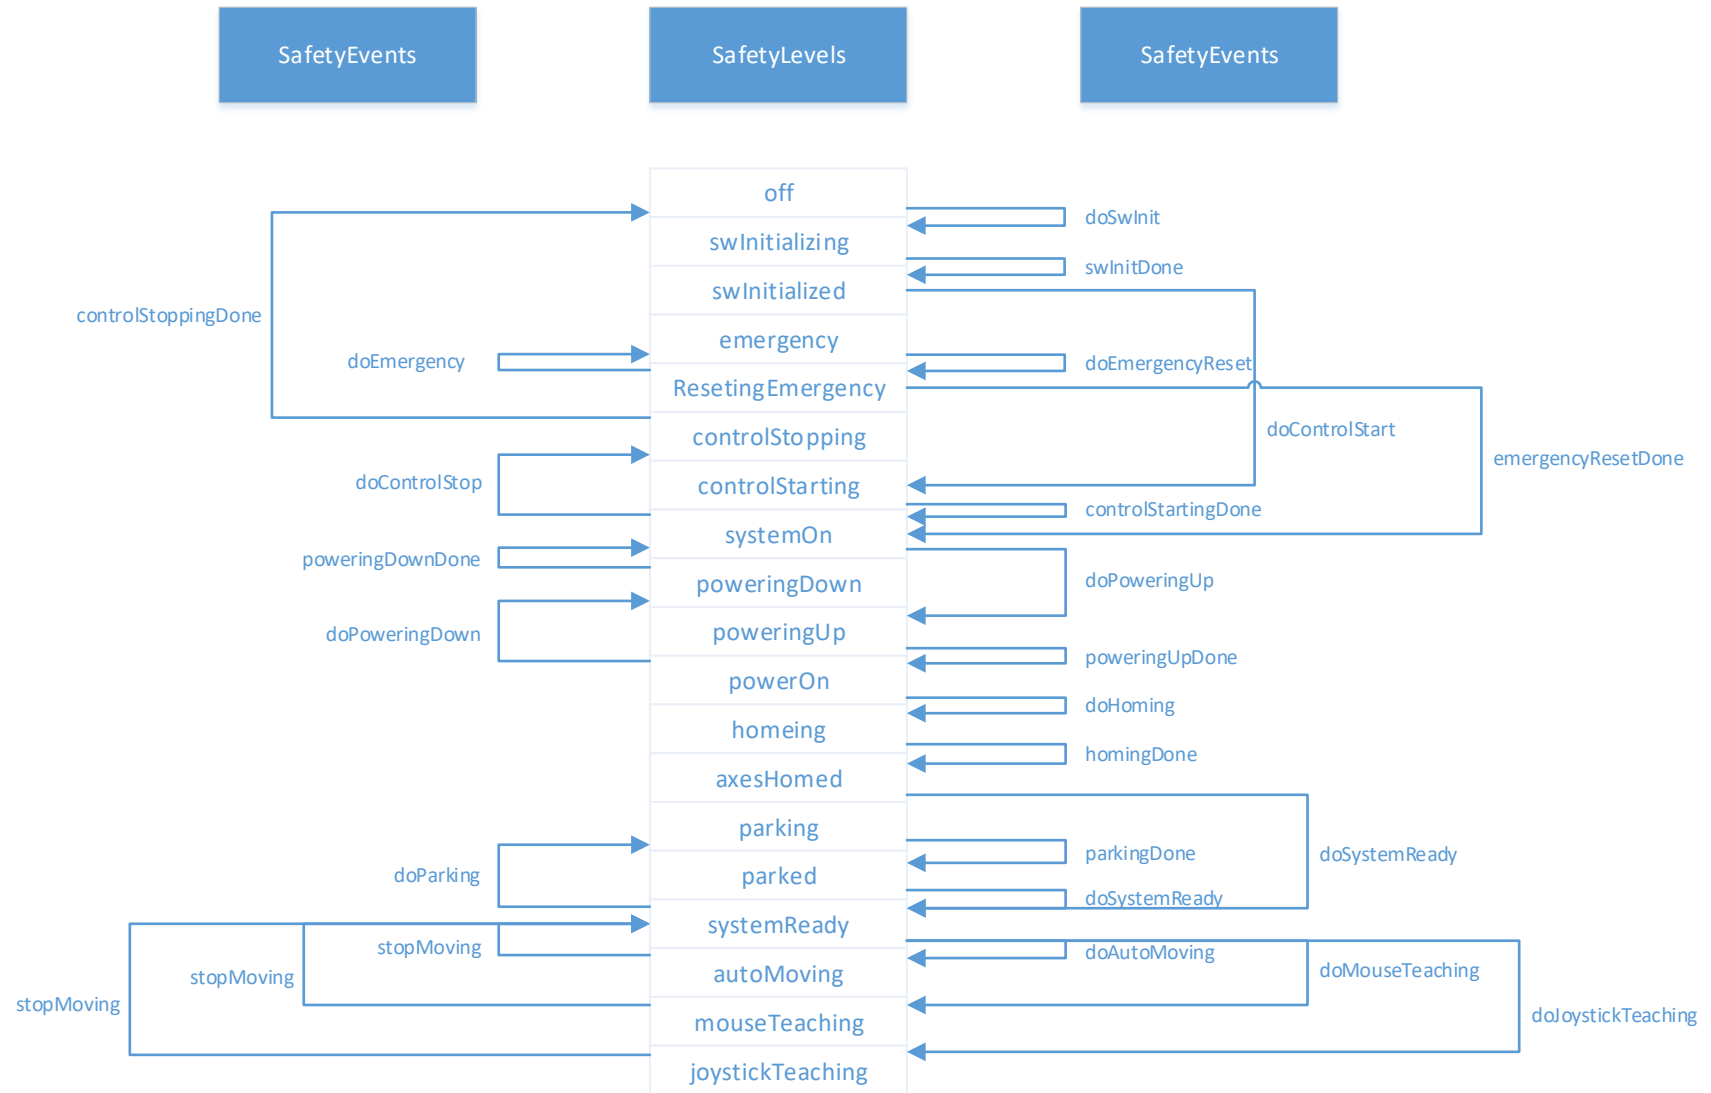 SafetyEvents
SafetyLevels
SafetyEvents
off
doSwInit
swInitializing
swInitDone
swInitialized
controlStoppingDone
emergency
doEmergency
doEmergencyReset
ResetingEmergency
doControlStart
controlStopping
emergencyResetDone
doControlStop
controlStarting
controlStartingDone
systemOn
poweringDownDone
doPoweringUp
poweringDown
doPoweringDown
poweringUp
poweringUpDone
powerOn
doHoming
homeing
homingDone
axesHomed
parking
parkingDone
doSystemReady
doParking
parked
doSystemReady
systemReady
stopMoving
doAutoMoving
doMouseTeaching
stopMoving
autoMoving
stopMoving
doJoystickTeaching
mouseTeaching
joystickTeaching